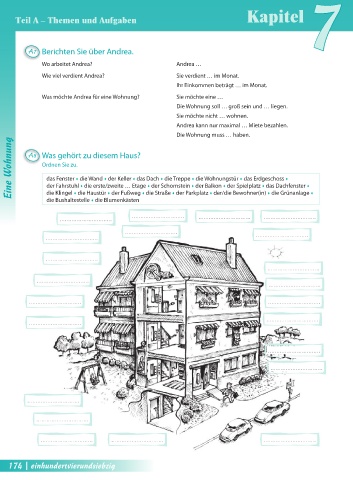 Teil A – Themen und Aufgaben
Kapitel 7
A7 Berichten Sie über Andrea.
Wo arbeitet Andrea? Andrea …
Wie viel verdient Andrea? Sie verdient … im Monat.
Ihr Einkommen beträgt … im Monat.
Was möchte Andrea für eine Wohnung? Sie möchte eine …
Die Wohnung soll … groß sein und … liegen.
Sie möchte nicht … wohnen.
Andrea kann nur maximal … Miete bezahlen.
Die Wohnung muss … haben.
A8 Was gehört zu diesem Haus?
Ordnen Sie zu.
das Fenster • die Wand • der Keller • das Dach • die Treppe • die Wohnungstür • das Erdgeschoss •
der Fahrstuhl • die erste/zweite … Etage • der Schornstein • der Balkon • der Spielplatz • das Dachfenster •
die Klingel • die Haustür • der Fußweg • die Straße • der Parkplatz • der/die Bewohner(in) • die Grünanlage •
die Bushaltestelle • die Blumenkästen
Eine Wohnung
174 | einhundertvierundsiebzig